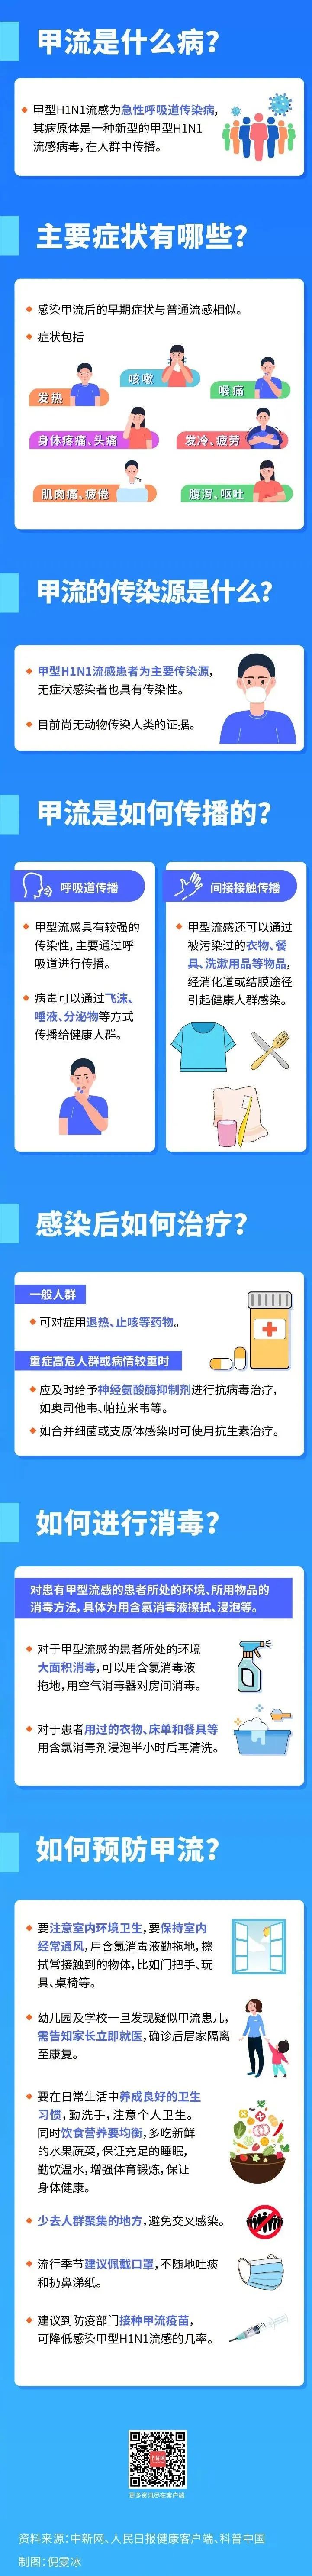 甲流是什么病？
甲型H1N1流感为急性呼吸道传染病，
其病原体是一种新型的甲型H1N1
流感病毒，在人群中传播。
主要症状有哪些？
感染甲流后的早期症状与普通流感相似。
症状包括
咳嗽
发热
喉痛
身体疼痛、头痛
发冷、疲劳
肌肉痛、疲倦
腹泻、呕吐
甲流的传染源是什么？
甲型H1N1流感患者为主要传染源，
无症状感染者也具有传染性。
目前尚无动物传染人类的证据。
甲流是如何传播的？
呼吸道传播
甲型流感具有较强的
传染性，主要通过呼
吸道进行传播。
病毒可以通过飞沫、
唾液、分泌物等方式
传播给健康人群。
间接接触传播
甲型流感还可以通过
被污染过的衣物、餐
具、洗漱用品等物品，
经消化道或结膜途径
引起健康人群感染。
感染后如何治疗？
一般人群
可对症用退热、止咳等药物。
重症高危人群或病情较重时
应及时给予神经氨酸酶抑制剂进行抗病毒治疗，
如奥司他韦、帕拉米韦等。
如合并细菌或支原体感染时可使用抗生素治疗。
如何进行消毒？
对患有甲型流感的患者所处的环境、所用物品的
消毒方法，具体为用含氯消毒液擦拭、浸泡等。
对于甲型流感的患者所处的环境
大面积消毒，可以用含氯消毒液
拖地，用空气消毒器对房间消毒。
对于患者用过的衣物、床单和餐具等
用含氯消毒剂浸泡半小时后再清洗。
如何预防甲流？
要注意室内环境卫生，要保持室内
经常通风，用含氯消毒液勤拖地，擦
拭常接触到的物体，比如门把手、玩
具、桌椅等。
幼儿园及学校一旦发现疑似甲流患儿，
需告知家长立即就医，确诊后居家隔离
至康复。
要在日常生活中养成良好的卫生
习惯，勤洗手，注意个人卫生。
同时饮食营养要均衡，多吃新鲜
的水果蔬菜，保证充足的睡眠，
勤饮温水，增强体育锻炼，保证
身体健康。
少去人群聚集的地方，避免交叉感染。
流行季节建议佩戴口罩，不随地吐痰
和扔鼻涕纸。
建议到防疫部门接种甲流疫苗，
可降低感染甲型H1N1流感的几率。
更多资讯尽在客户端
资料来源：中新网、人民日报健康客户端、科普中国
制图：倪雯冰